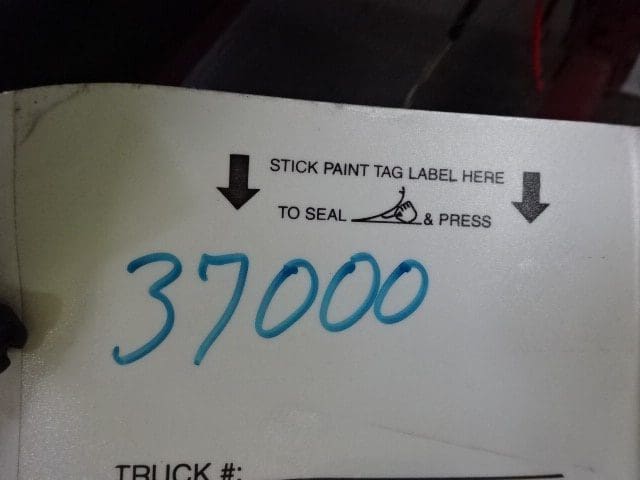 STICK PAINT TAG LABEL HERE
TO SEAL & PRESS
37000
TRUCK #: